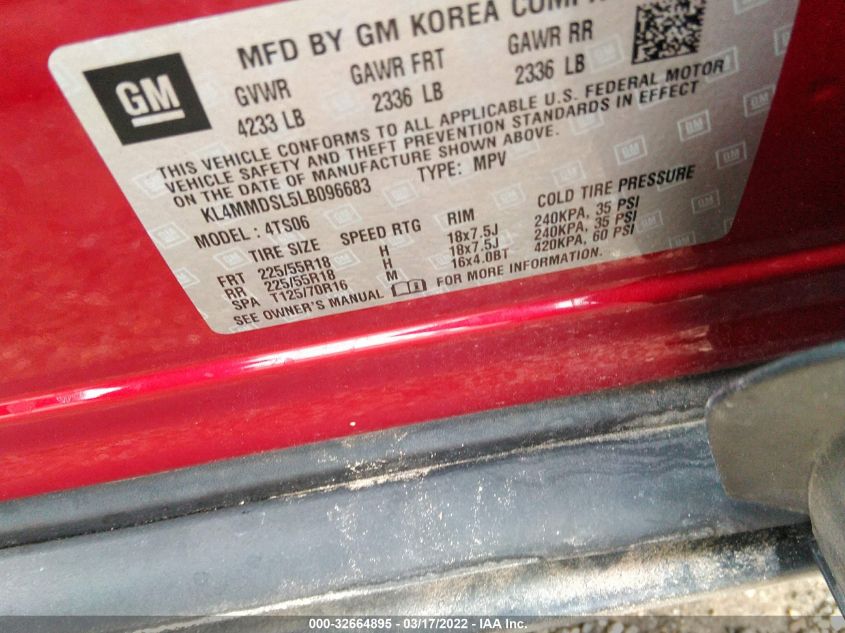 MFD BY GM KOREA
GM
GVWR GAWR FRT GAWR RR
4233 LB 2336 LB 2336 LB
THIS VEHICLE CONFORMS TO ALL APPLICABLE U.S. FEDERAL MOTOR
VEHICLE SAFETY AND THEFT PREVENTION STANDARDS IN EFFECT
ON THE DATE OF MANUFACTURE SHOWN ABOVE.
KL4MMDSL5LB096683 TYPE: MPV
MODEL: 4TS06
TIRE SIZE SPEED RTG RIM COLD TIRE PRESSURE
FRT 225/55R18 H 18x7.5J 240KPA, 35 PSI
RR 225/55R18 H 18x7.5J 240KPA, 35 PSI
SPA T125/70R16 M 16x4.0BT 420KPA, 60 PSI
SEE OWNER'S MANUAL FOR MORE INFORMATION.
000-32664895 - 03/17/2022 - IAA Inc.